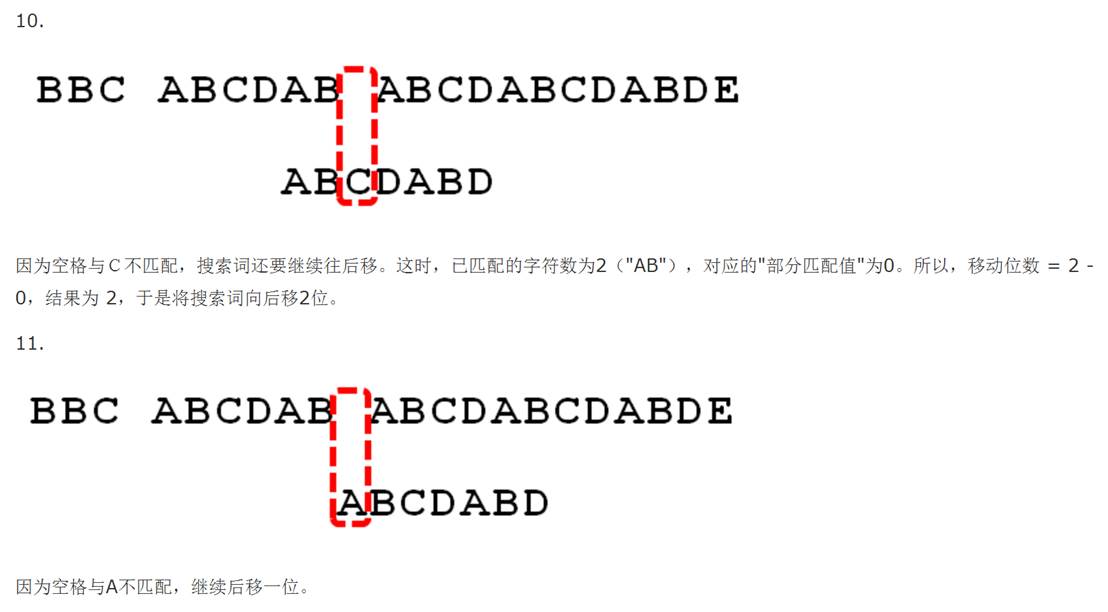 10.
BBC ABCDAB ABCDABCDABDE
ABCDABD
因为空格与Ｃ不匹配，搜索词还要继续往后移。这时，已匹配的字符数为2（"AB"），对应的"部分匹配值"为0。所以，移动位数 = 2 -
0，结果为 2，于是将搜索词向后移2位。
11.
BBC ABCDAB ABCDABCDABDE
ABCDABD
因为空格与A不匹配，继续后移一位。